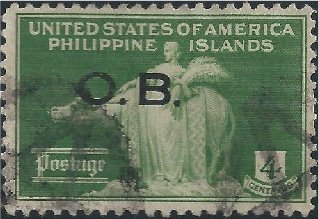 UNITED STATES OF AMERICA
PHILIPPINE ISLANDS
O.B.
Postage
4
CENTAVOS